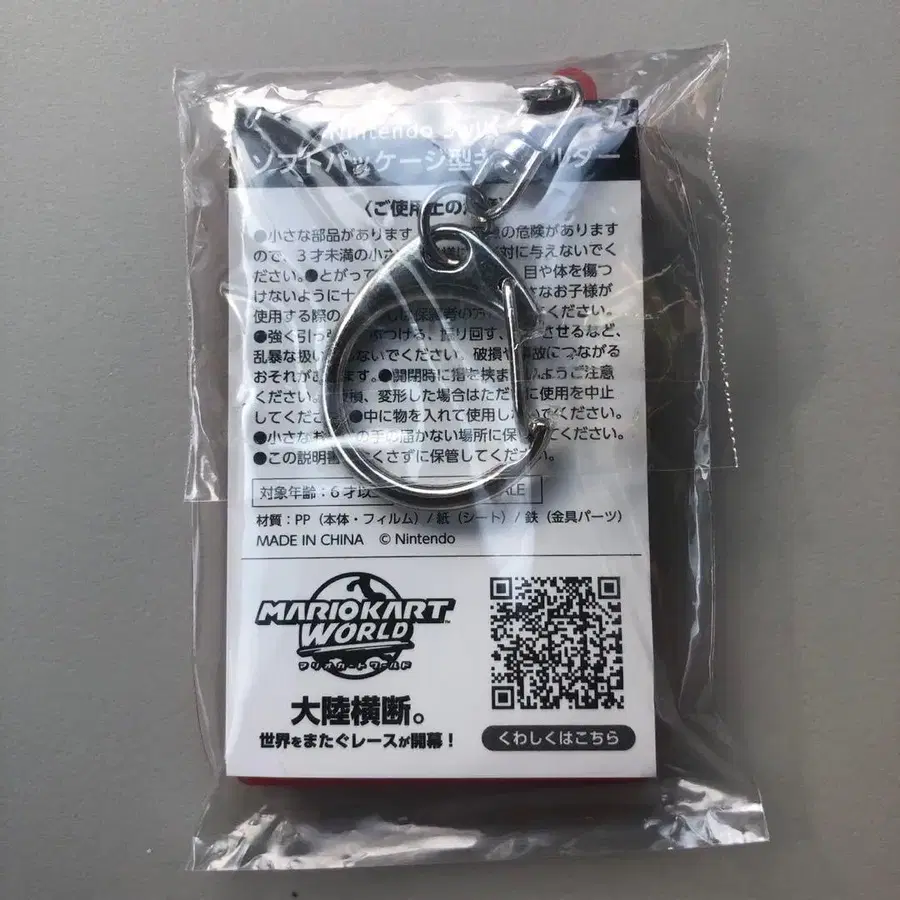 Nintendo Switch
ソフトパッケージ型キ ルダー
〈ご使用上の
●小さな部品があります の危険があります
ので、3才未満の小さ 様に 対に与えないでく
ださい。●とがって 目や体を傷つ
けないように十 さなお子様が
使用する際の 保護者の
●強く引っ ぶつける、振り回す、 させるなど、
乱暴な扱い しないでください。破損や 事故につながる
おそれがあ ます。●開閉時に指を挟ま いようご注意
ください。 損、変形した場合はただ に使用を中止
してくだ ●中に物を入れて使用しないでください。
●小さなお の手の届かない場所に保 てください。
●この説明書 くさずに保管してください。
対象年齢:6才以 ALE
材質:PP(本体・フィルム)/紙(シート)/鉄(金具パーツ)
MADE IN CHINA © Nintendo
MARIOKART
WORLD™
マリオカート ワールド
大陸横断。
世界をまたぐレースが開幕!
くわしくはこちら